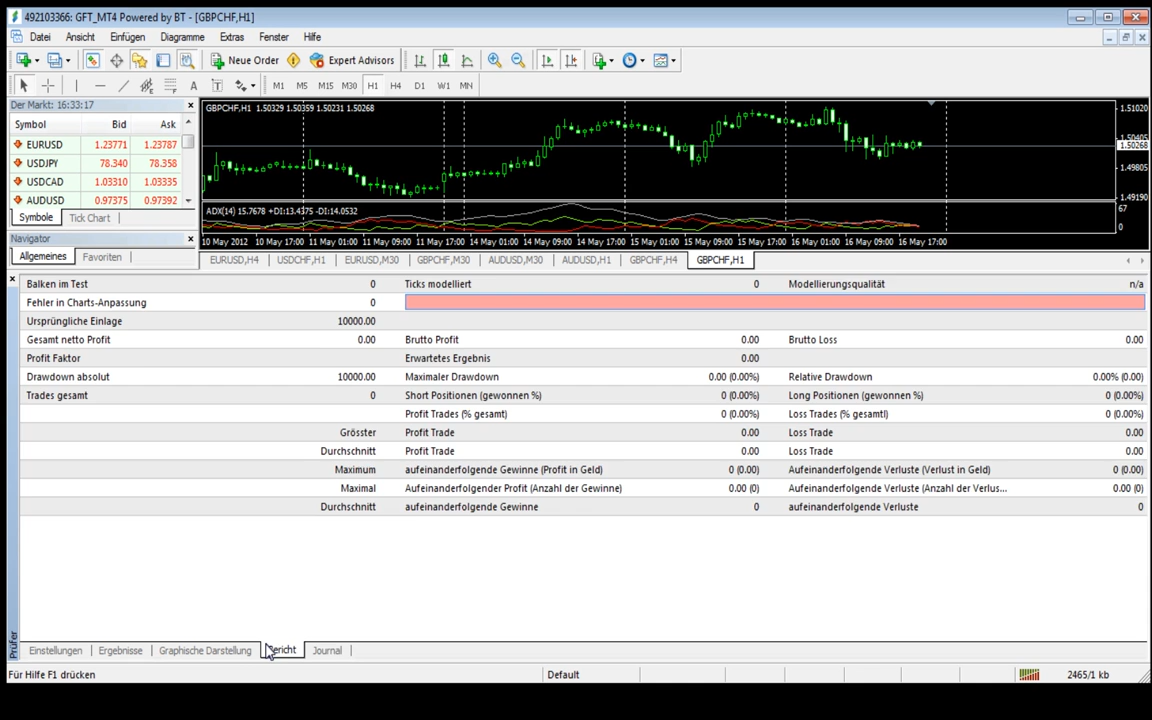 492103366: GFT_MT4 Powered by BT - [GBPCHF,H1]
Datei Ansicht Einfügen Diagramme Extras Fenster Hilfe
New Order Expert Advisors
A T M1 M5 M15 M30 H1 H4 D1 W1 MN
Der Markt: 16:33:17
Symbol Bid Ask
EURUSD 1.23771 1.23787
USDJPY 78.340 78.358
USDCAD 1.03310 1.03335
AUDUSD 0.97375 0.97392
Symbole Tick Chart
Navigator
Allgemeines Favoriten
GBPCHF,H1 1.50329 1.50359 1.50231 1.50268
1.51020
1.50405
1.50268
1.49805
1.49190
ADX(14) 15.7678 +DI:13.4375 -DI:14.0532
67
0
10 May 2012 10 May 17:00 11 May 01:00 11 May 09:00 11 May 17:00 14 May 01:00 14 May 09:00 14 May 17:00 15 May 01:00 15 May 09:00 15 May 17:00 16 May 01:00 16 May 09:00 16 May 17:00
EURUSD,H4 USDCHF,H1 EURUSD,M30 GBPCHF,M30 AUDUSD,M30 AUDUSD,H1 GBPCHF,H4 GBPCHF,H1
Balken im Test 0 Ticks modelliert 0 Modellierungsqualität n/a
Fehler in Charts-Anpassung 0
Ursprüngliche Einlage 10000.00
Gesamt netto Profit 0.00 Brutto Profit 0.00 Brutto Loss 0.00
Profit Faktor Erwartetes Ergebnis 0.00
Drawdown absolut 10000.00 Maximaler Drawdown 0.00 (0.00%) Relative Drawdown 0.00% (0.00)
Trades gesamt 0 Short Positionen (gewonnen %) 0 (0.00%) Long Positionen (gewonnen %) 0 (0.00%)
Profit Trades (% gesamt) 0 (0.00%) Loss Trades (% gesamtl) 0 (0.00%)
Grösster Profit Trade 0.00 Loss Trade 0.00
Durchschnitt Profit Trade 0.00 Loss Trade 0.00
Maximum aufeinanderfolgende Gewinne (Profit in Geld) 0 (0.00) Aufeinanderfolgende Verluste (Verlust in Geld) 0 (0.00)
Maximal Aufeinanderfolgender Profit (Anzahl der Gewinne) 0.00 (0) Aufeinanderfolgende Verluste (Anzahl der Verlus... 0.00 (0)
Durchschnitt aufeinanderfolgende Gewinne 0 aufeinanderfolgende Verluste 0
Prüfer
Einstellungen Ergebnisse Graphische Darstellung Bericht Journal
Für Hilfe F1 drücken Default 2465/1 kb